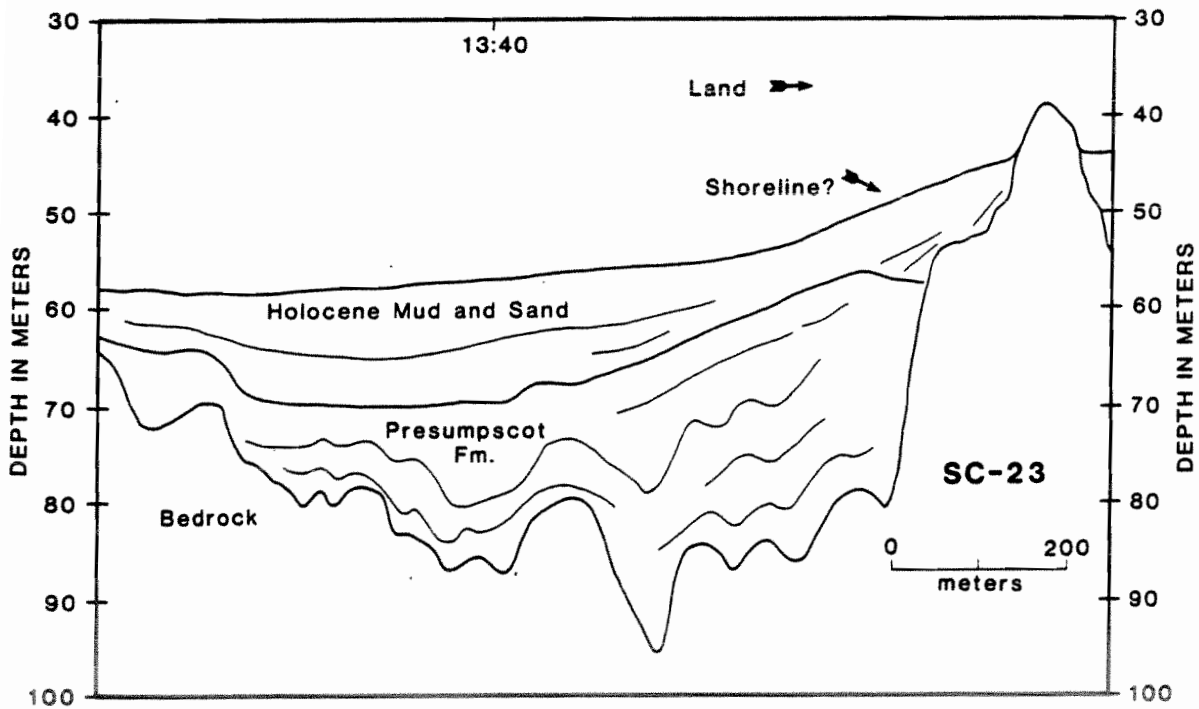 30
13:40
30
Land
40
40
Shoreline?
50
50
DEPTH IN METERS
DEPTH IN METERS
60
Holocene Mud and Sand
60
70
Presumpscot
Fm.
70
SC-23
80
Bedrock
80
0
200
meters
90
90
100
100